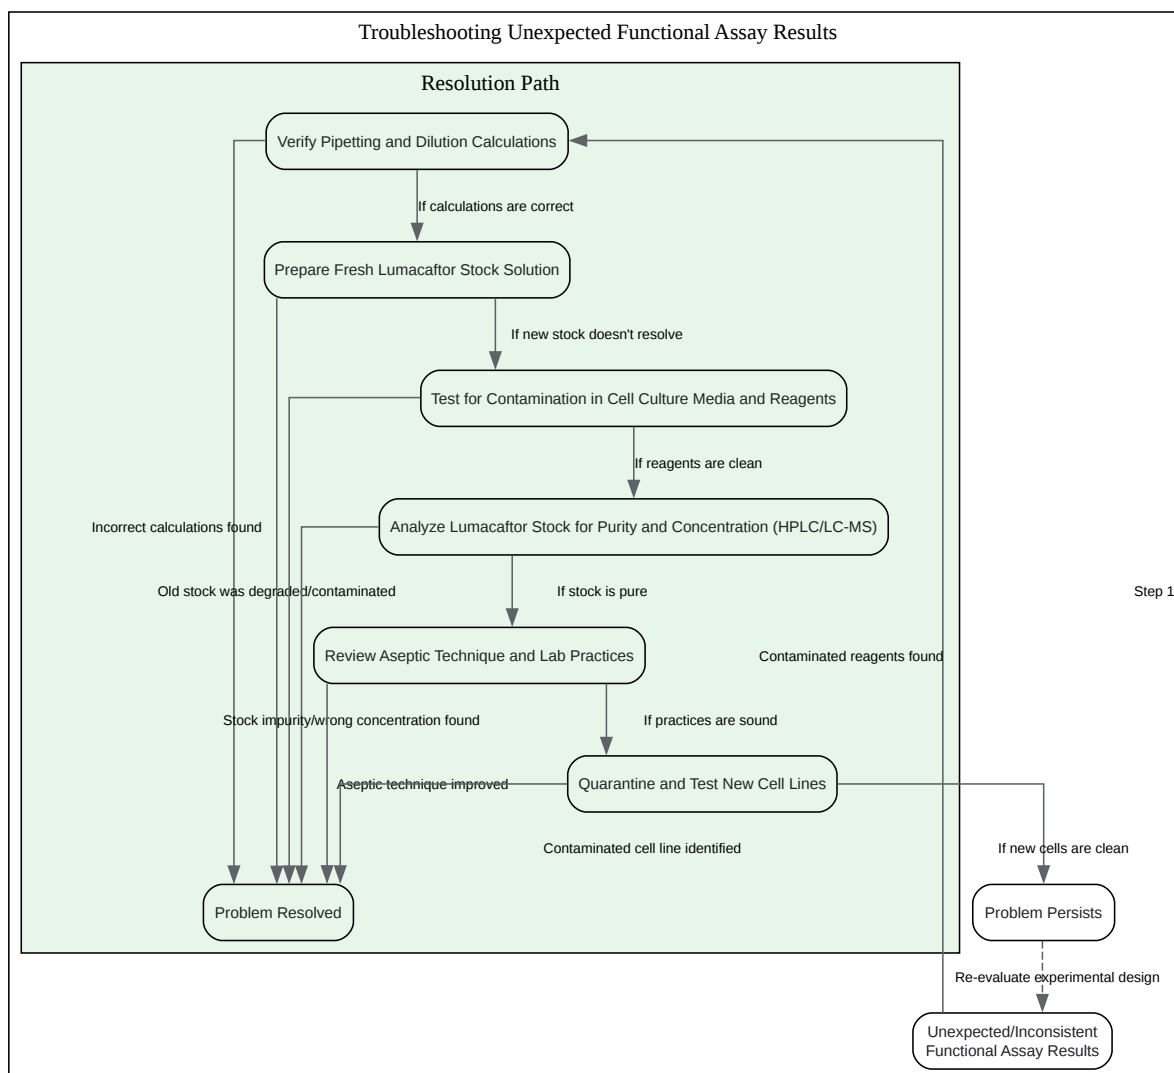 Troubleshooting Unexpected Functional Assay Results
Resolution Path
Verify Pipetting and Dilution Calculations
If calculations are correct
Prepare Fresh Lumacaftor Stock Solution
If new stock doesn't resolve
Test for Contamination in Cell Culture Media and Reagents
If reagents are clean
Incorrect calculations found
Analyze Lumacaftor Stock for Purity and Concentration (HPLC/LC-MS)
Old stock was degraded/contaminated
If stock is pure
Step 1
Review Aseptic Technique and Lab Practices
Contaminated reagents found
Stock impurity/wrong concentration found
If practices are sound
Aseptic technique improved
Quarantine and Test New Cell Lines
Contaminated cell line identified
If new cells are clean
Problem Resolved
Problem Persists
Re-evaluate experimental design
Unexpected/Inconsistent
Functional Assay Results